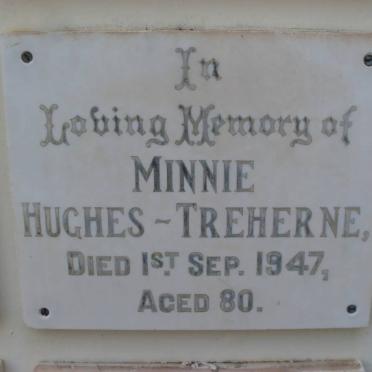 In
Loving Memory of
MINNIE
HUGHES-TREHERNE,
DIED 1ST SEP. 1947,
AGED 80.